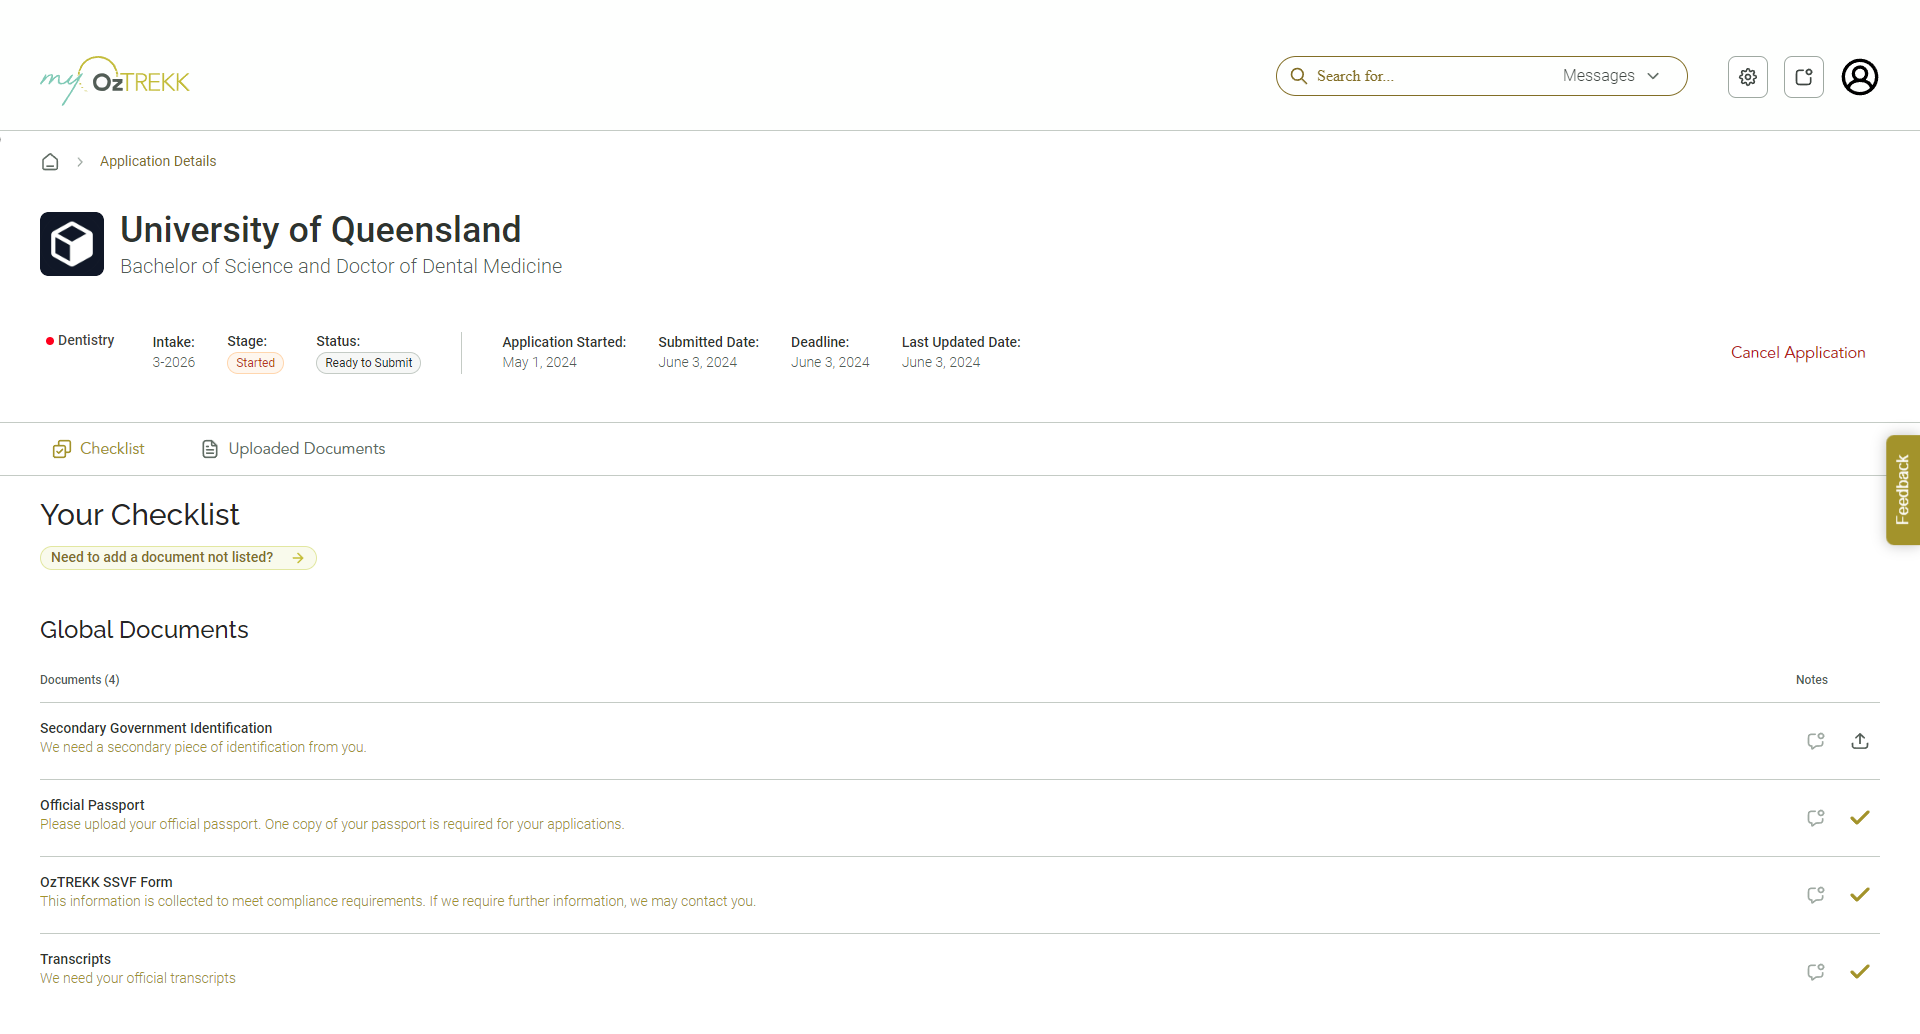 my OzTREKK
Search for...
Messages
Application Details
University of Queensland
Bachelor of Science and Doctor of Dental Medicine
Dentistry
Intake:
3-2026
Stage:
Started
Status:
Ready to Submit
Application Started:
May 1, 2024
Submitted Date:
June 3, 2024
Deadline:
June 3, 2024
Last Updated Date:
June 3, 2024
Cancel Application
Checklist
Uploaded Documents
Feedback
Your Checklist
Need to add a document not listed?
Global Documents
Documents (4)
Notes
Secondary Government Identification
We need a secondary piece of identification from you.
Official Passport
Please upload your official passport. One copy of your passport is required for your applications.
OzTREKK SSVF Form
This information is collected to meet compliance requirements. If we require further information, we may contact you.
Transcripts
We need your official transcripts